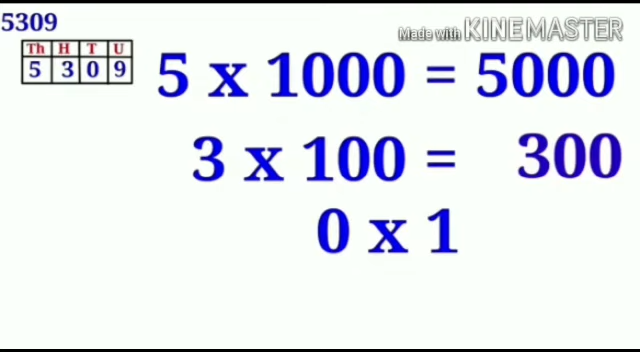 5309
Made with KINEMASTER
Th H T U
5 3 0 9
5 x 1000 = 5000
3 x 100 = 300
0 x 1